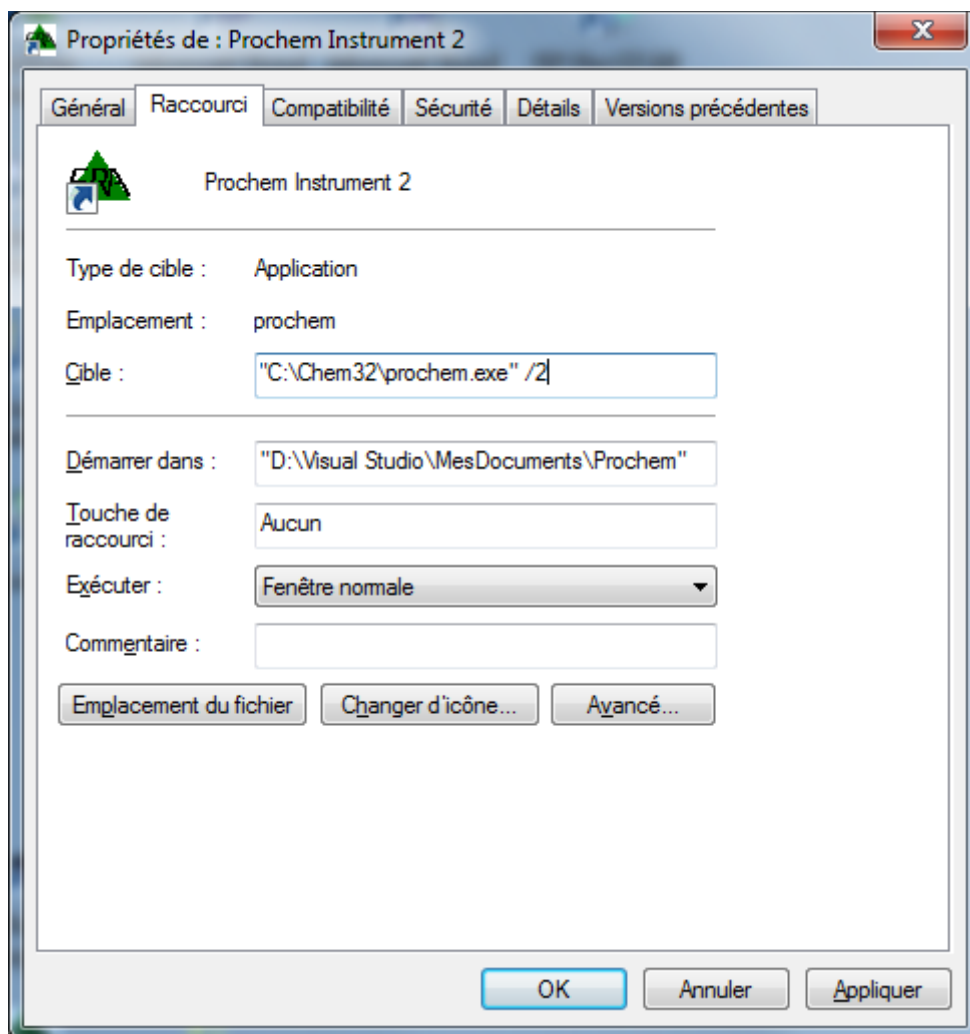 Propriétés de : Prochem Instrument 2
Général Raccourci Compatibilité Sécurité Détails Versions précédentes
Prochem Instrument 2
Type de cible : Application
Emplacement : prochem
Cible : "C:\Chem32\prochem.exe" /2
Démarrer dans : "D:\Visual Studio\MesDocuments\Prochem"
Touche de
raccourci :
Aucun
Exécuter : Fenêtre normale
Commentaire :
Emplacement du fichier Changer d'icône... Avancé...
OK Annuler Appliquer